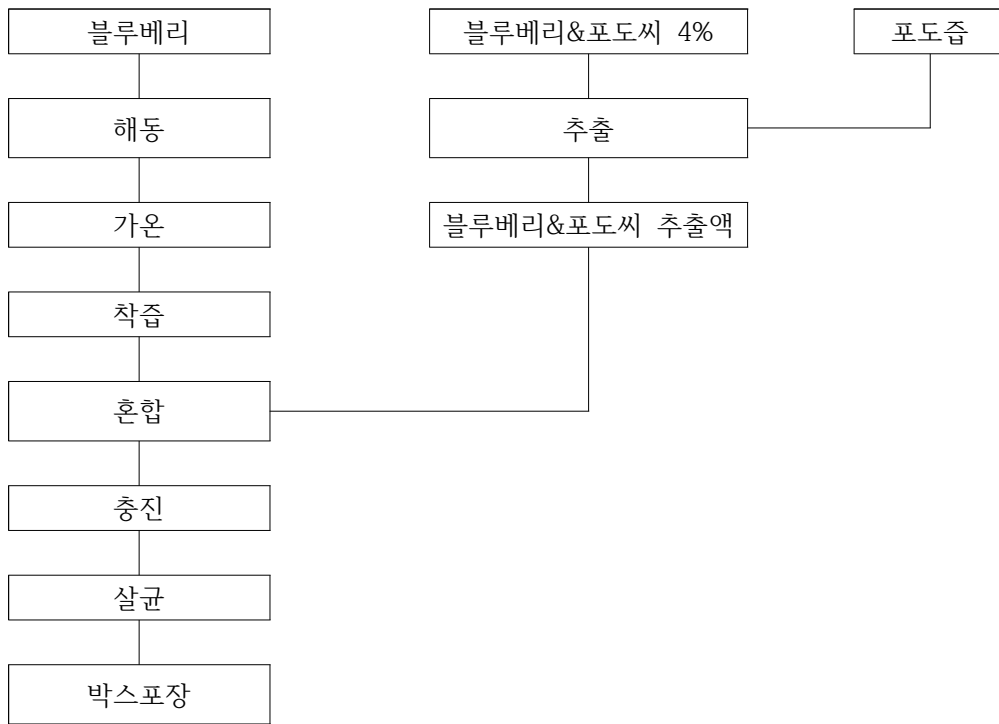 블루베리
블루베리&포도씨 4%
포도즙
해동
추출
가온
블루베리&포도씨 추출액
착즙
혼합
충진
살균
박스포장